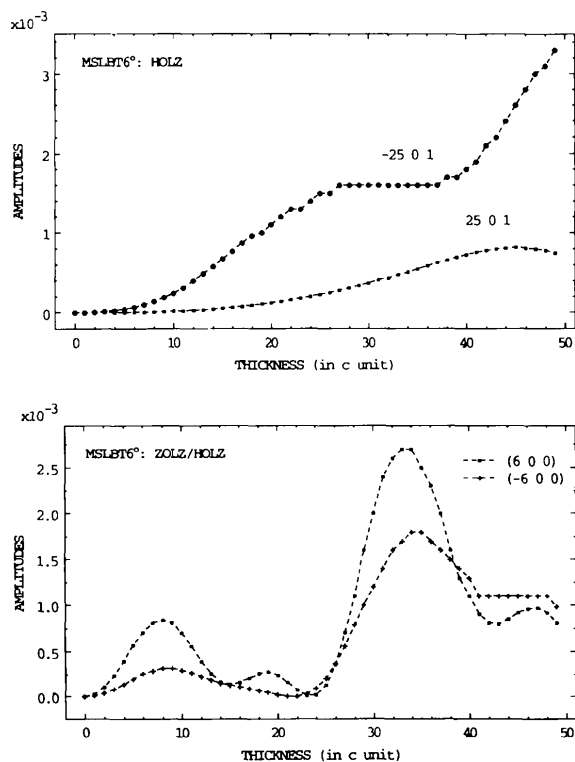 x10⁻³
MSLBT6°: HOLZ
3
2
1
0
AMPLITUDES
-25 0 1
25 0 1
0 10 20 30 40 50
THICKNESS (in c unit)
x10⁻³
MSLBT6°: ZOLZ/HOLZ
(6 0 0)
(-6 0 0)
2.5
2.0
1.5
1.0
0.5
0.0
AMPLITUDES
0 10 20 30 40 50
THICKNESS (in c unit)